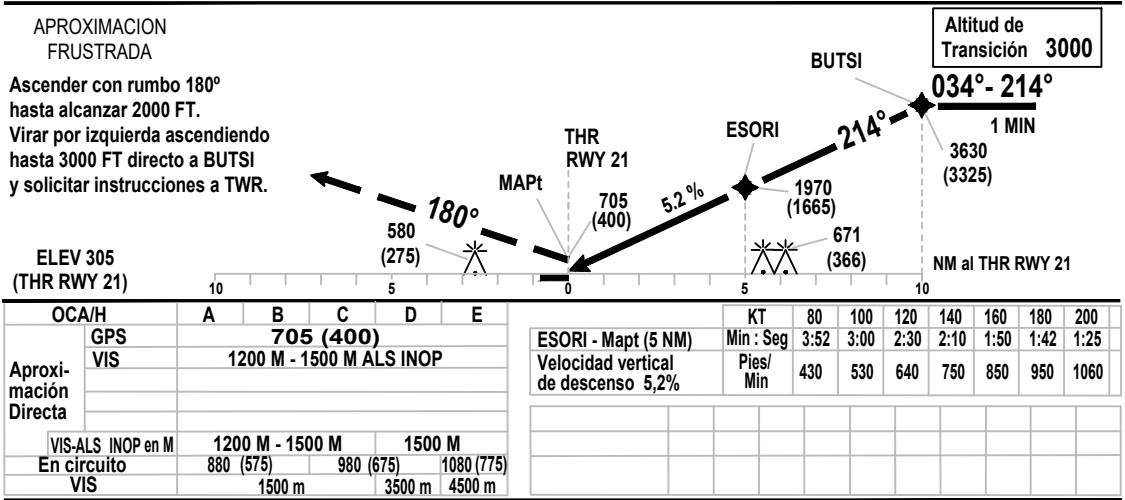 APROXIMACION
FRUSTRADA
Ascender con rumbo 180º
hasta alcanzar 2000 FT.
Virar por izquierda ascendiendo
hasta 3000 FT directo a BUTSI
y solicitar instrucciones a TWR.
Altitud de
Transición 3000
BUTSI
034°- 214°
1 MIN
3630
(3325)
214°
ESORI
1970
(1665)
5.2 %
THR
RWY 21
MAPt
705
(400)
180°
580
(275)
671
(366)
ELEV 305
(THR RWY 21)
NM al THR RWY 21
10 5 0 5 10
OCA/H A B C D E
GPS 705 (400)
VIS 1200 M - 1500 M ALS INOP
Aproxi-
mación
Directa
VIS-ALS INOP en M 1200 M - 1500 M 1500 M
En circuito 880 (575) 980 (675) 1080 (775)
VIS 1500 m 3500 m 4500 m
KT 80 100 120 140 160 180 200
ESORI - Mapt (5 NM) Min : Seg 3:52 3:00 2:30 2:10 1:50 1:42 1:25
Velocidad vertical
de descenso 5,2%
Pies/
Min
430 530 640 750 850 950 1060